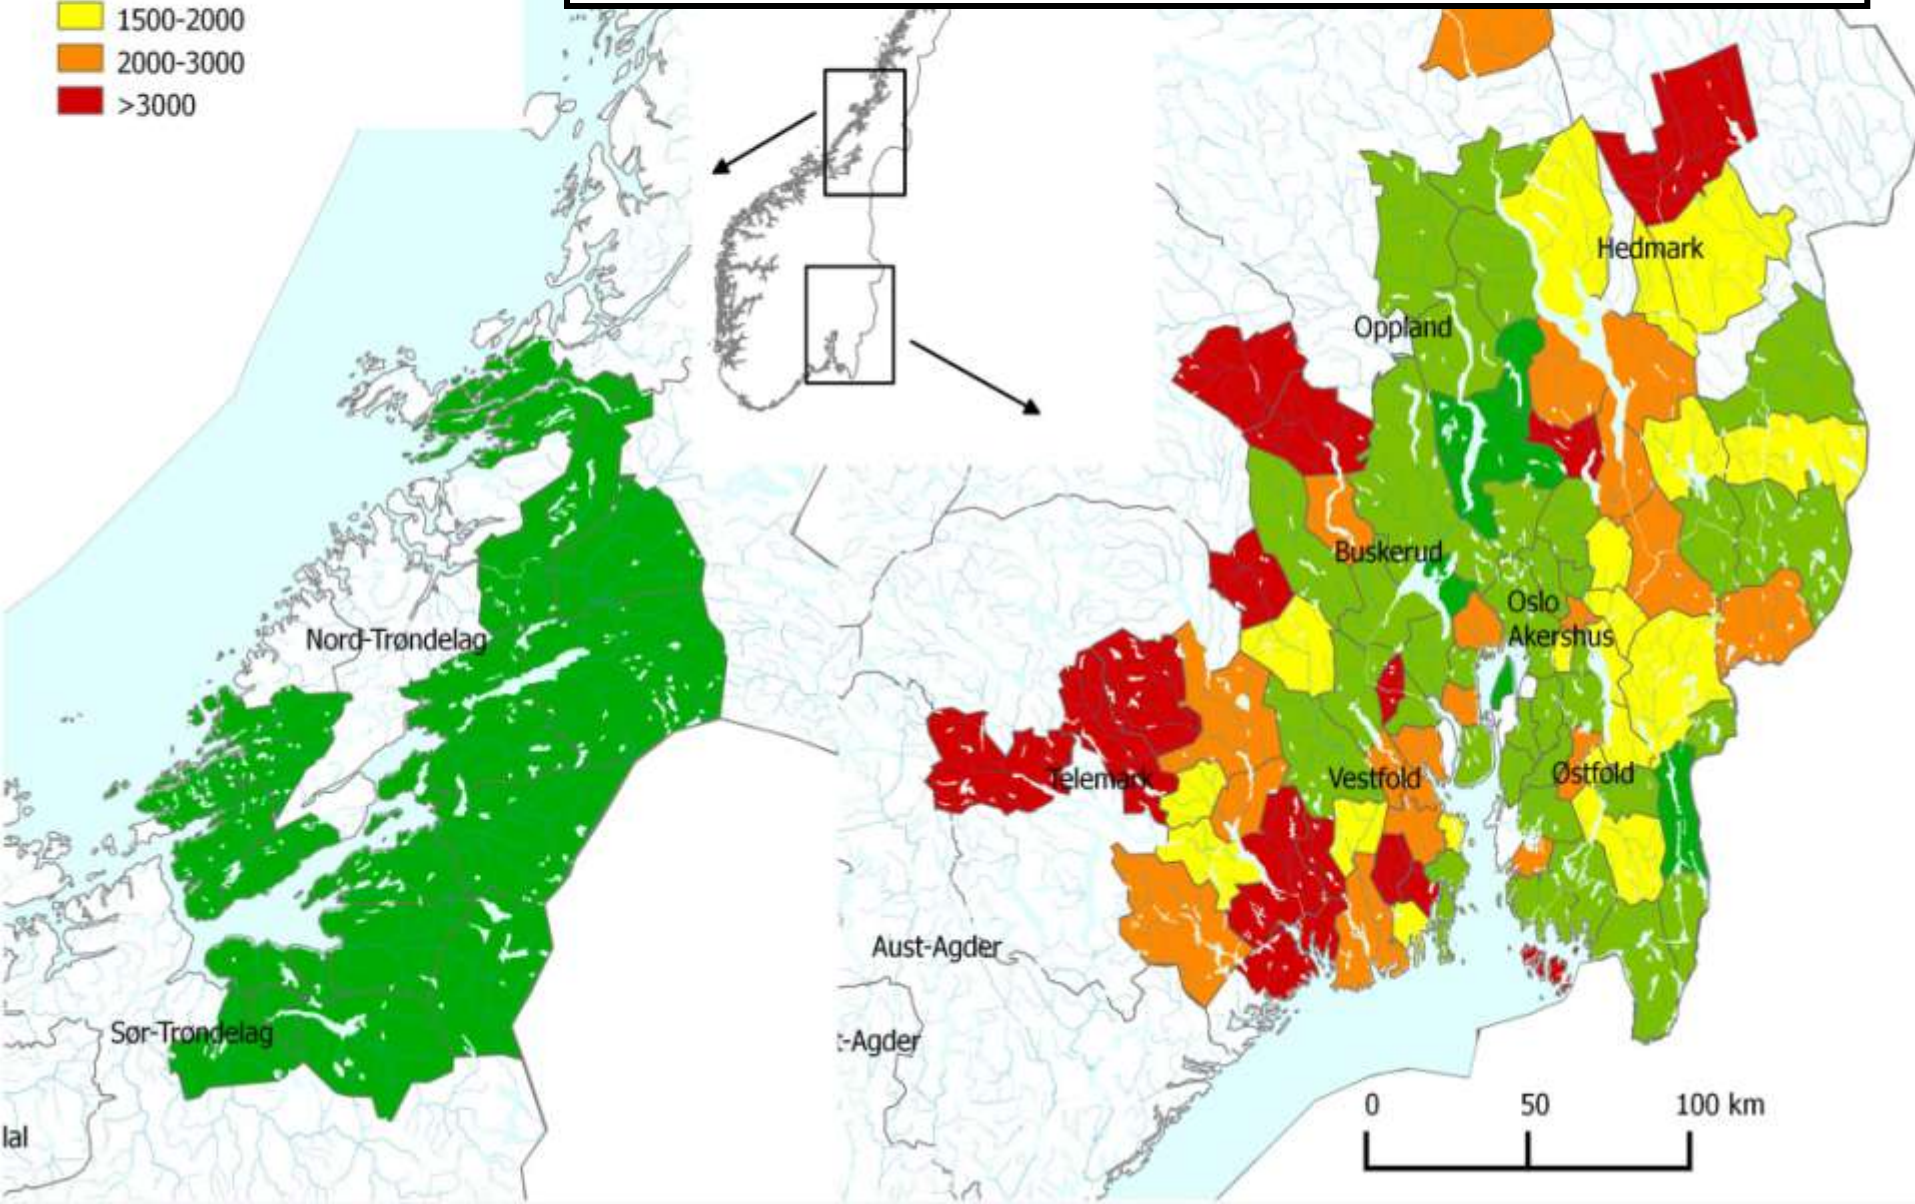 1500-2000
2000-3000
>3000
Hedmark
Oppland
Buskerud
Oslo
Akershus
Nord-Trøndelag
Telemark
Vestfold
Østfold
Aust-Agder
Sør-Trøndelag
t-Agder
0 50 100 km
lal